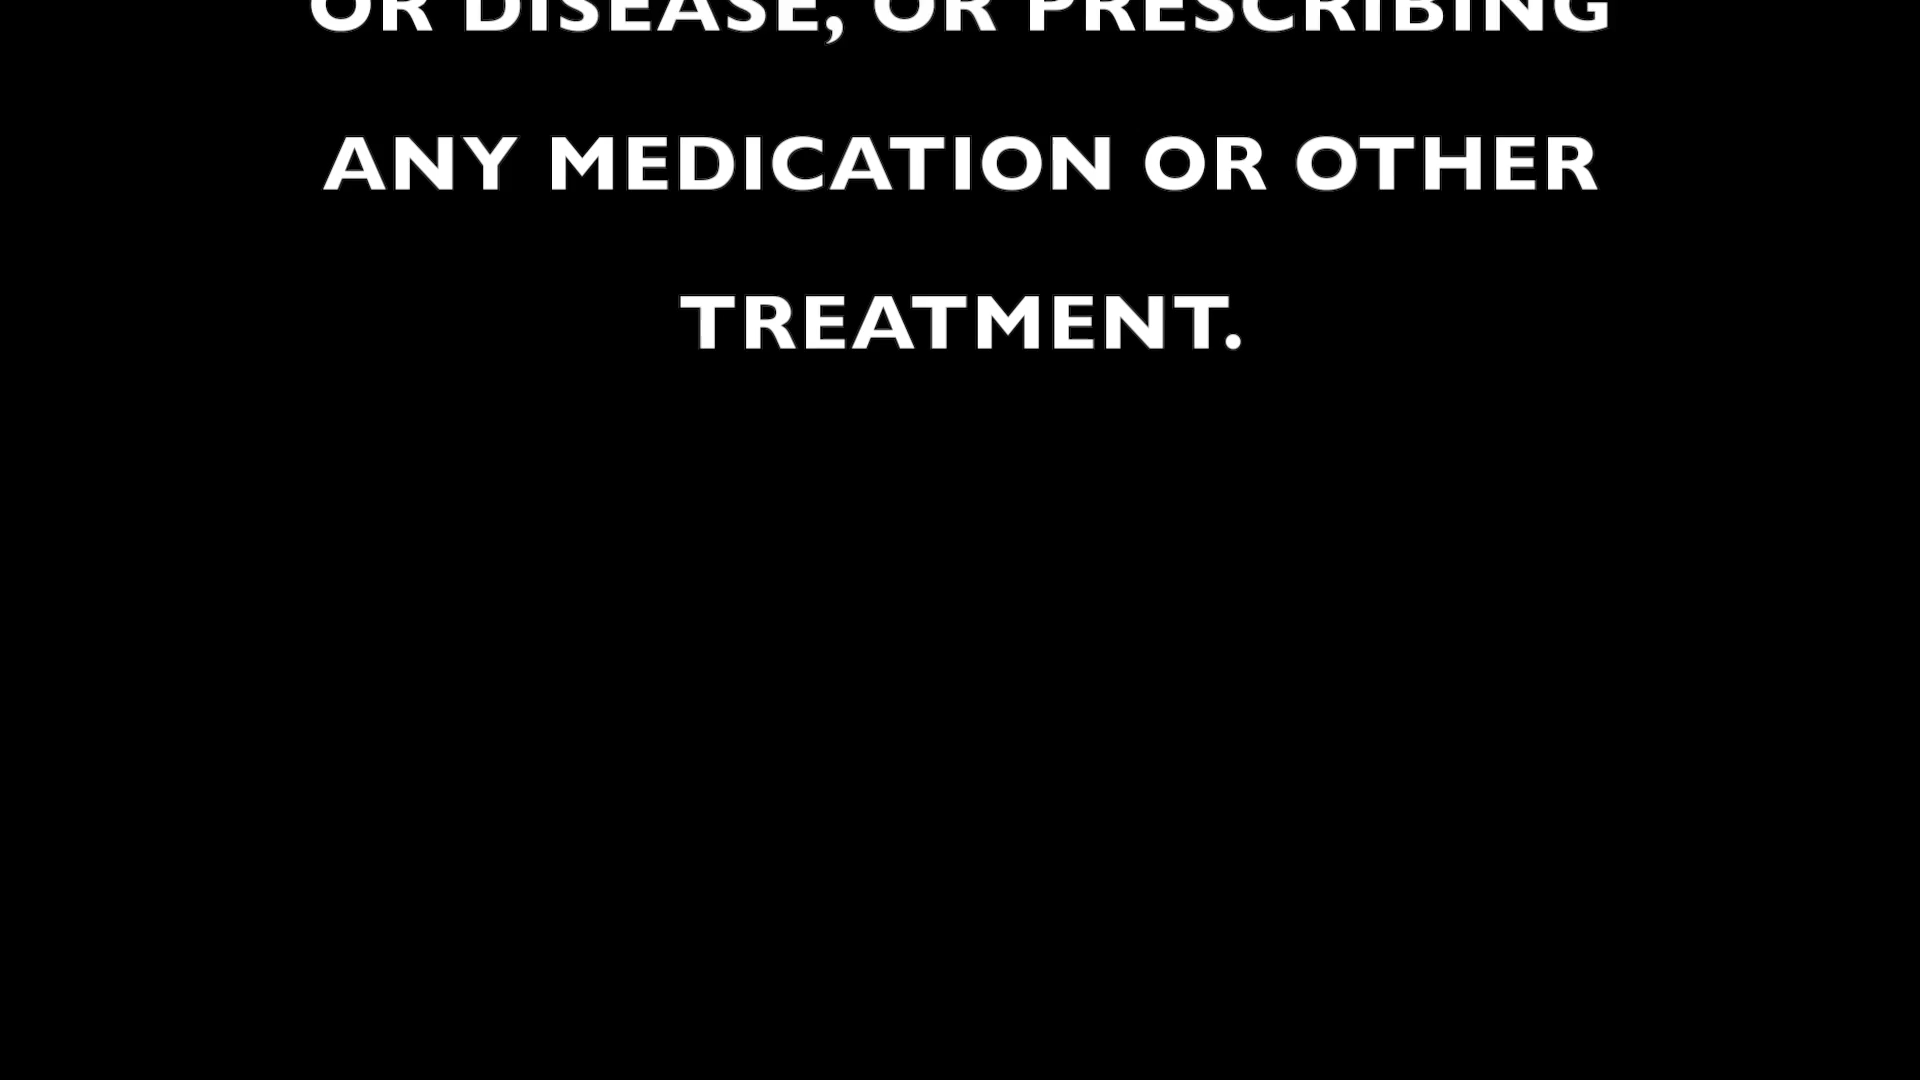 OR DISEASE, OR PRESCRIBING
ANY MEDICATION OR OTHER
TREATMENT.